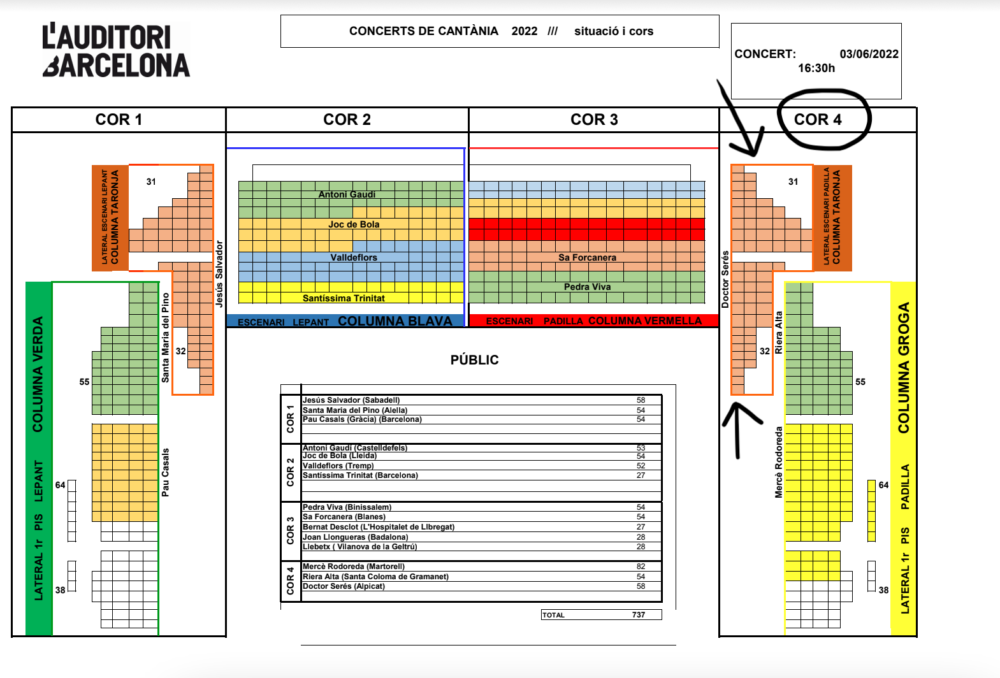 L'AUDITORI
BARCELONA
CONCERTS DE CANTÀNIA 2022 /// situació i cors
CONCERT: 03/06/2022
16:30h
COR 1
COR 2
COR 3
COR 4
LATERAL ESCENARI LEPANT
COLUMNA TARONJA
31
Jesús Salvador
32
Santa Maria del Pino
COLUMNA VERDA
LATERAL 1r PIS LEPANT
55
Pau Casals
64
38
Antoni Gaudi
Joc de Bola
Valldeflors
Santíssima Trinitat
ESCENARI LEPANT COLUMNA BLAVA
Sa Forcanera
Pedra Viva
ESCENARI PADILLA COLUMNA VERMELLA
Doctor Serés
31
LATERAL ESCENARI PADILLA
COLUMNA TARONJA
32
Riera Alta
55
Mercè Rodoreda
64
38
COLUMNA GROGA
LATERAL 1r PIS PADILLA
PÚBLIC
COR 1
Jesús Salvador (Sabadell) 58
Santa Maria del Pino (Alella) 54
Pau Casals (Gràcia) (Barcelona) 54
COR 2
Antoni Gaudí (Castelldefels) 53
Joc de Bola (Lleida) 54
Valldeflors (Tremp) 52
Santíssima Trinitat (Barcelona) 27
COR 3
Pedra Viva (Binissalem) 54
Sa Forcanera (Blanes) 54
Bernat Desclot (L'Hospitalet de Llbregat) 27
Joan Llongueras (Badalona) 28
Llebetx ( Vilanova de la Geltrú) 28
COR 4
Mercè Rodoreda (Martorell) 82
Riera Alta (Santa Coloma de Gramanet) 54
Doctor Serés (Alpicat) 58
TOTAL 737